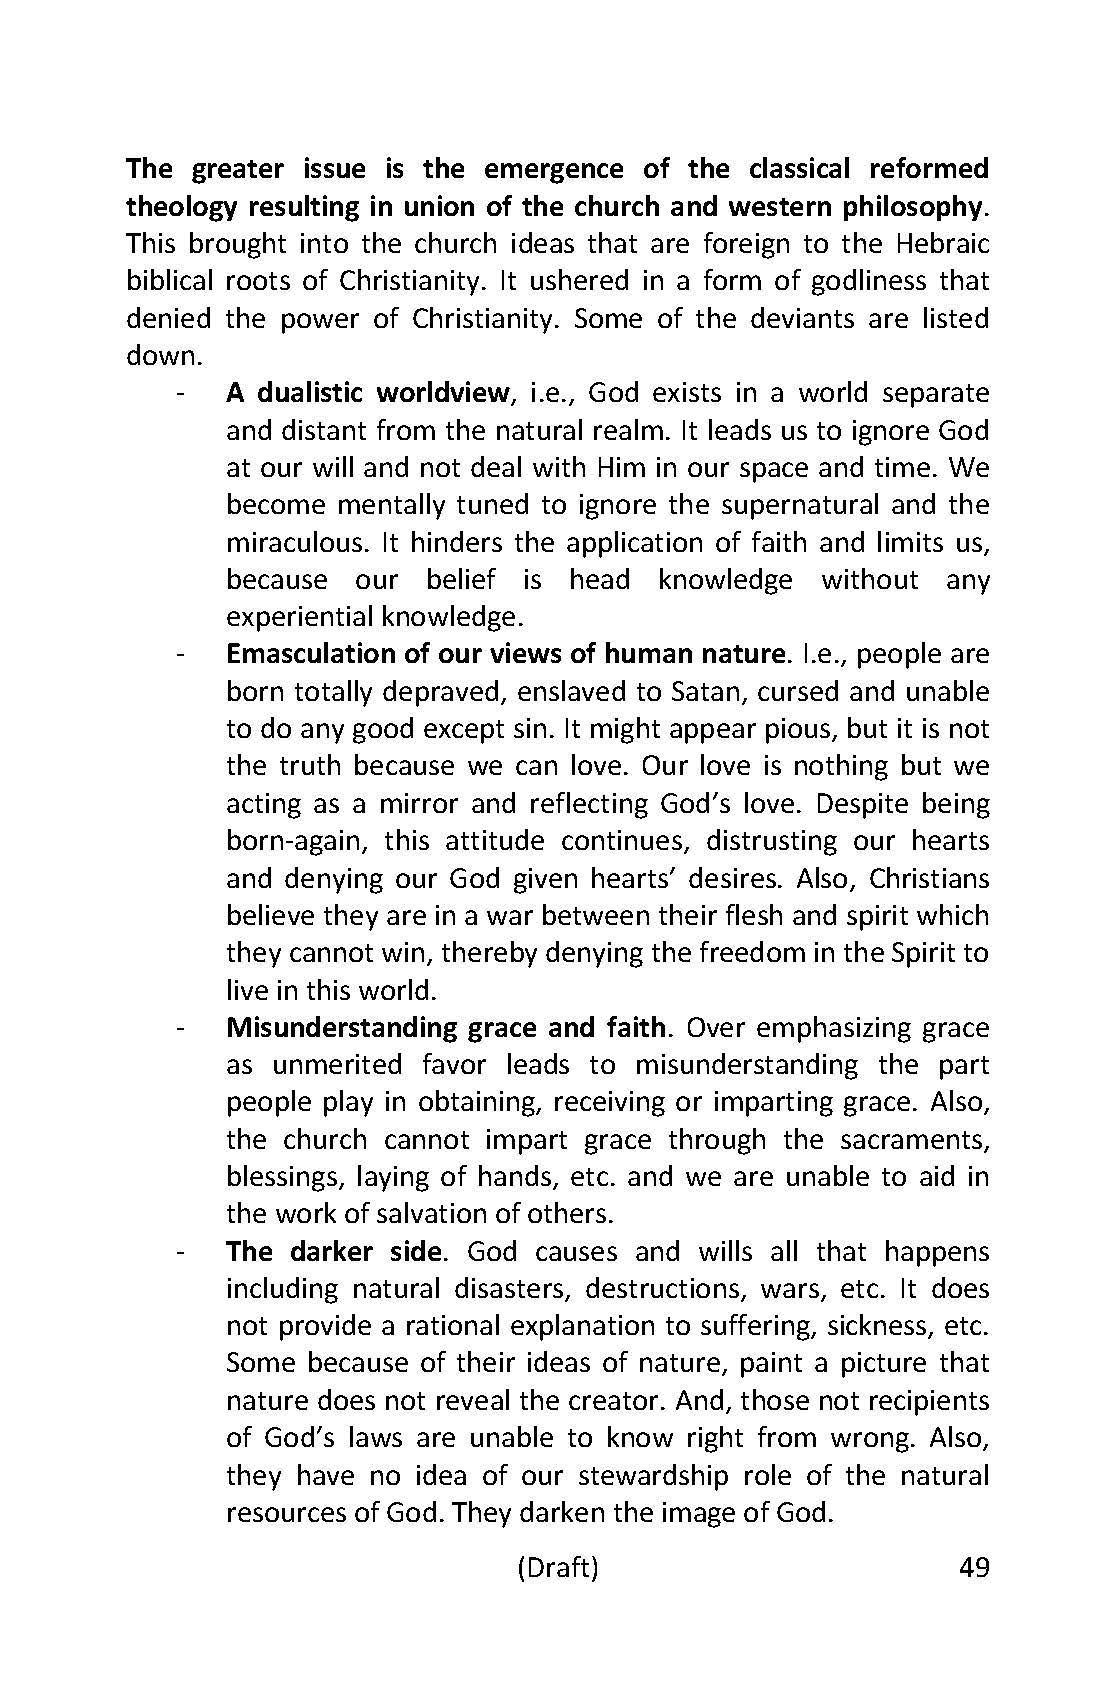 The greater issue is the emergence of the classical reformed
theology resulting in union of the church and western philosophy.
This brought into the church ideas that are foreign to the Hebraic
biblical roots of Christianity. It ushered in a form of godliness that
denied the power of Christianity. Some of the deviants are listed
down.
- A dualistic worldview, i.e., God exists in a world separate
and distant from the natural realm. It leads us to ignore God
at our will and not deal with Him in our space and time. We
become mentally tuned to ignore the supernatural and the
miraculous. It hinders the application of faith and limits us,
because our belief is head knowledge without any
experiential knowledge.
- Emasculation of our views of human nature. I.e., people are
born totally depraved, enslaved to Satan, cursed and unable
to do any good except sin. It might appear pious, but it is not
the truth because we can love. Our love is nothing but we
acting as a mirror and reflecting God’s love. Despite being
born-again, this attitude continues, distrusting our hearts
and denying our God given hearts’ desires. Also, Christians
believe they are in a war between their flesh and spirit which
they cannot win, thereby denying the freedom in the Spirit to
live in this world.
- Misunderstanding grace and faith. Over emphasizing grace
as unmerited favor leads to misunderstanding the part
people play in obtaining, receiving or imparting grace. Also,
the church cannot impart grace through the sacraments,
blessings, laying of hands, etc. and we are unable to aid in
the work of salvation of others.
- The darker side. God causes and wills all that happens
including natural disasters, destructions, wars, etc. It does
not provide a rational explanation to suffering, sickness, etc.
Some because of their ideas of nature, paint a picture that
nature does not reveal the creator. And, those not recipients
of God’s laws are unable to know right from wrong. Also,
they have no idea of our stewardship role of the natural
resources of God. They darken the image of God.
(Draft) 49